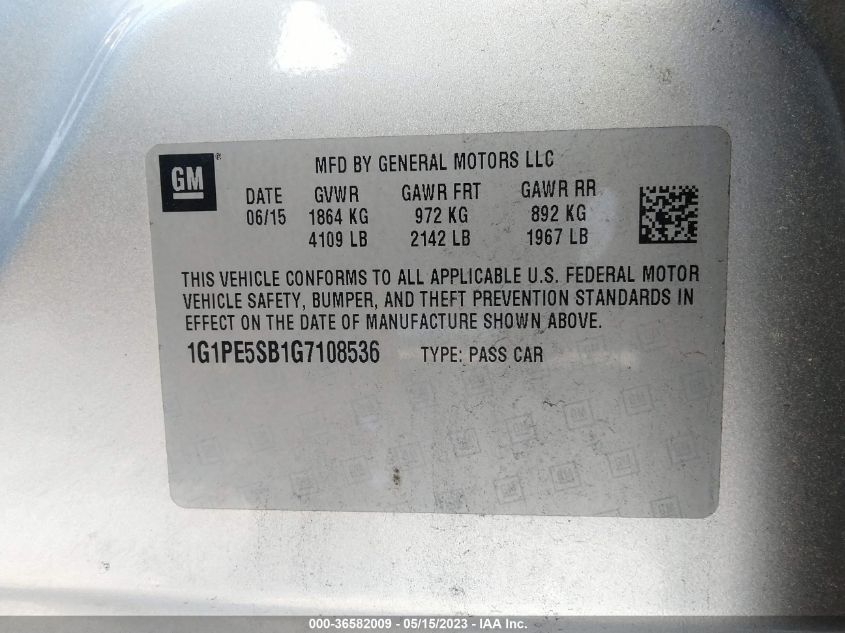 GM
MFD BY GENERAL MOTORS LLC
DATE GVWR GAWR FRT GAWR RR
06/15 1864 KG 972 KG 892 KG
4109 LB 2142 LB 1967 LB
THIS VEHICLE CONFORMS TO ALL APPLICABLE U.S. FEDERAL MOTOR
VEHICLE SAFETY, BUMPER, AND THEFT PREVENTION STANDARDS IN
EFFECT ON THE DATE OF MANUFACTURE SHOWN ABOVE.
1G1PE5SB1G7108536 TYPE: PASS CAR
000-36582009 - 05/15/2023 - IAA Inc.